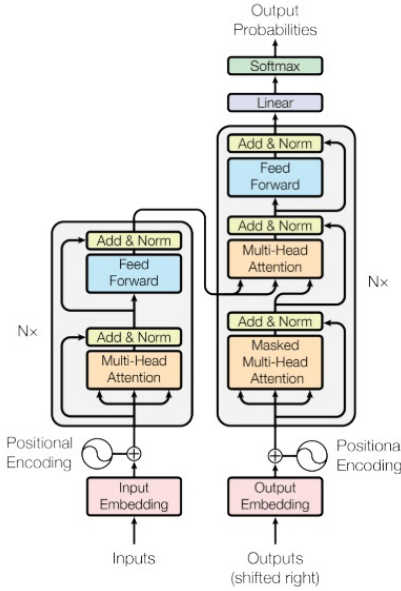 Output
Probabilities
Softmax
Linear
Add & Norm
Feed
Forward
Add & Norm
Multi-Head
Attention
Add & Norm
Masked
Multi-Head
Attention
Nx
Add & Norm
Feed
Forward
Add & Norm
Multi-Head
Attention
Nx
Positional
Encoding
Positional
Encoding
Input
Embedding
Output
Embedding
Inputs
Outputs
(shifted right)